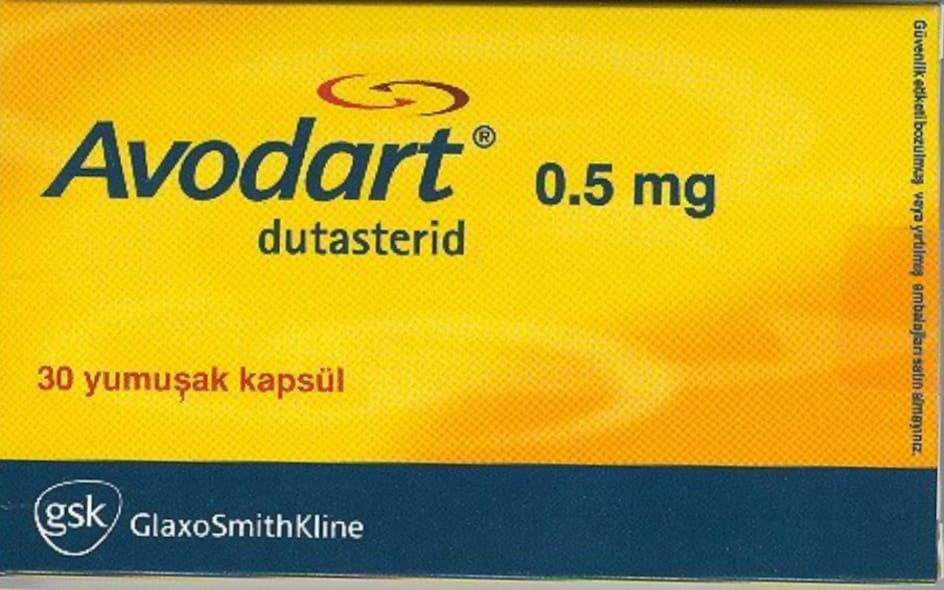 Avodart® 0.5 mg
dutasterid
30 yumuşak kapsül
gsk GlaxoSmithKline
Güvenlik etiketi bozulmuş veya yırtılmış ambalajları satın almayınız.